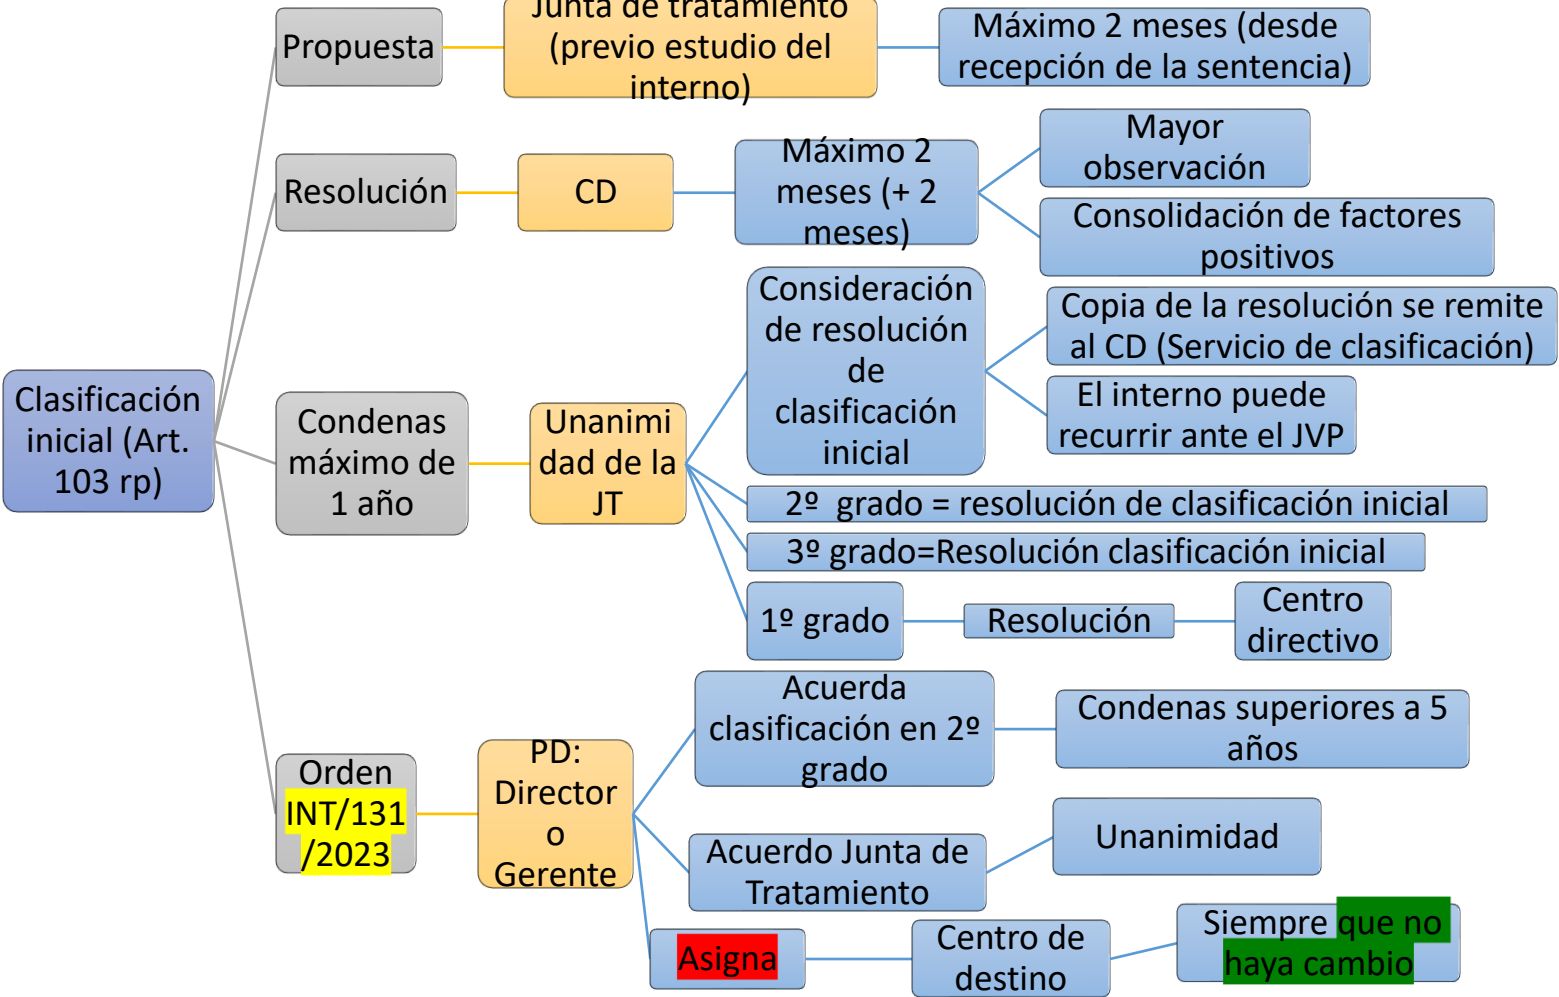 Propuesta
Junta de tratamiento
(previo estudio del
interno)
Máximo 2 meses (desde
recepción de la sentencia)
Resolución
CD
Máximo 2
meses (+ 2
meses)
Mayor
observación
Consolidación de factores
positivos
Clasificación
inicial (Art.
103 rp)
Condenas
máximo de
1 año
Unanimi
dad de la
JT
Consideración
de resolución
de
clasificación
inicial
Copia de la resolución se remite
al CD (Servicio de clasificación)
El interno puede
recurrir ante el JVP
2º grado = resolución de clasificación inicial
3º grado=Resolución clasificación inicial
1º grado
Resolución
Centro
directivo
Orden
INT/131
/2023
PD:
Director
o
Gerente
Acuerda
clasificación en 2º
grado
Condenas superiores a 5
años
Acuerdo Junta de
Tratamiento
Unanimidad
Asigna
Centro de
destino
Siempre que no
haya cambio